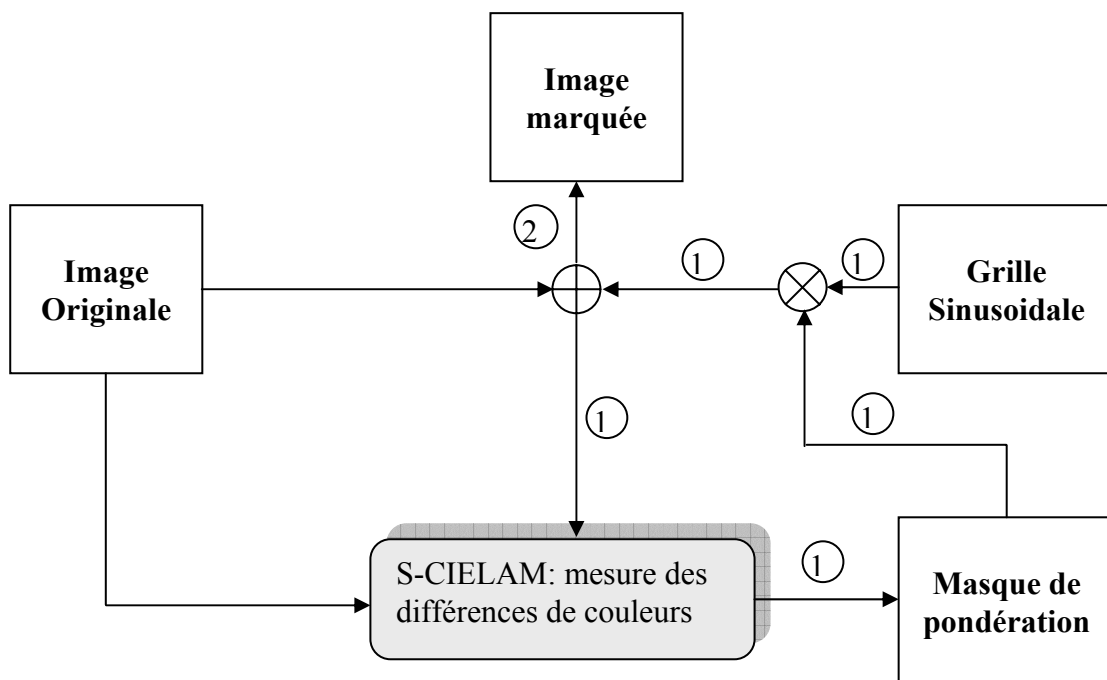 Image
marquée
2
Image
Originale
1
1
Grille
Sinusoidale
1
1
S-CIELAM: mesure des
différences de couleurs
1
Masque de
pondération